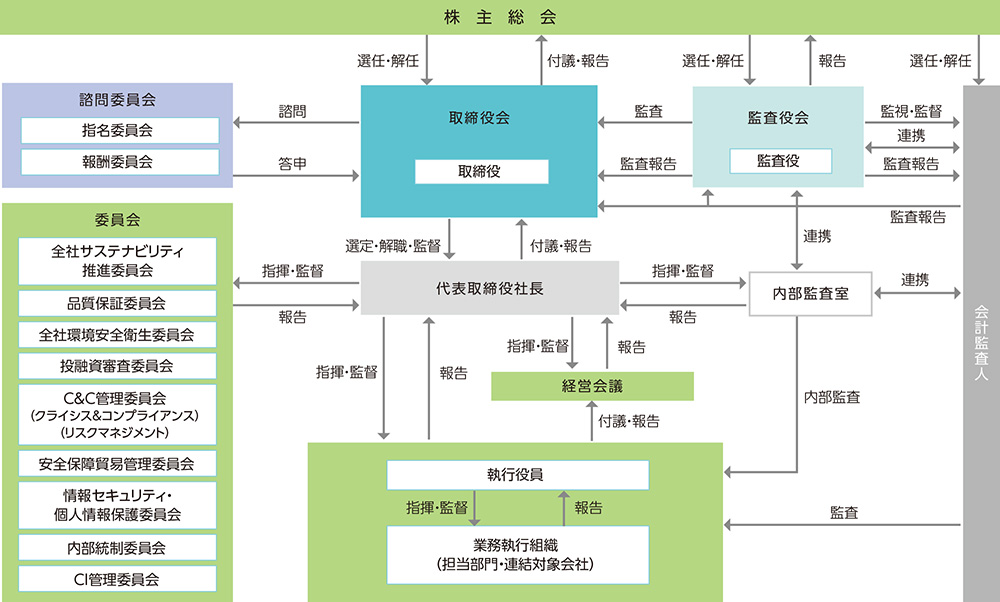 株主総会
選任・解任
付議・報告
選任・解任
報告
選任・解任
諮問委員会
指名委員会
報酬委員会
諮問
答申
取締役会
取締役
監査
監査報告
監査役会
監査役
監視・監督
連携
監査報告
監査報告
委員会
全社サステナビリティ
推進委員会
品質保証委員会
全社環境安全衛生委員会
投融資審査委員会
C&C管理委員会
（クライシス&コンプライアンス）
（リスクマネジメント）
安全保障貿易管理委員会
情報セキュリティ・
個人情報保護委員会
内部統制委員会
CI管理委員会
選定・解職・監督
付議・報告
連携
指揮・監督
報告
代表取締役社長
指揮・監督
報告
内部監査室
連携
会計監査人
指揮・監督
報告
指揮・監督
報告
経営会議
付議・報告
内部監査
執行役員
指揮・監督
報告
業務執行組織
（担当部門・連結対象会社）
監査